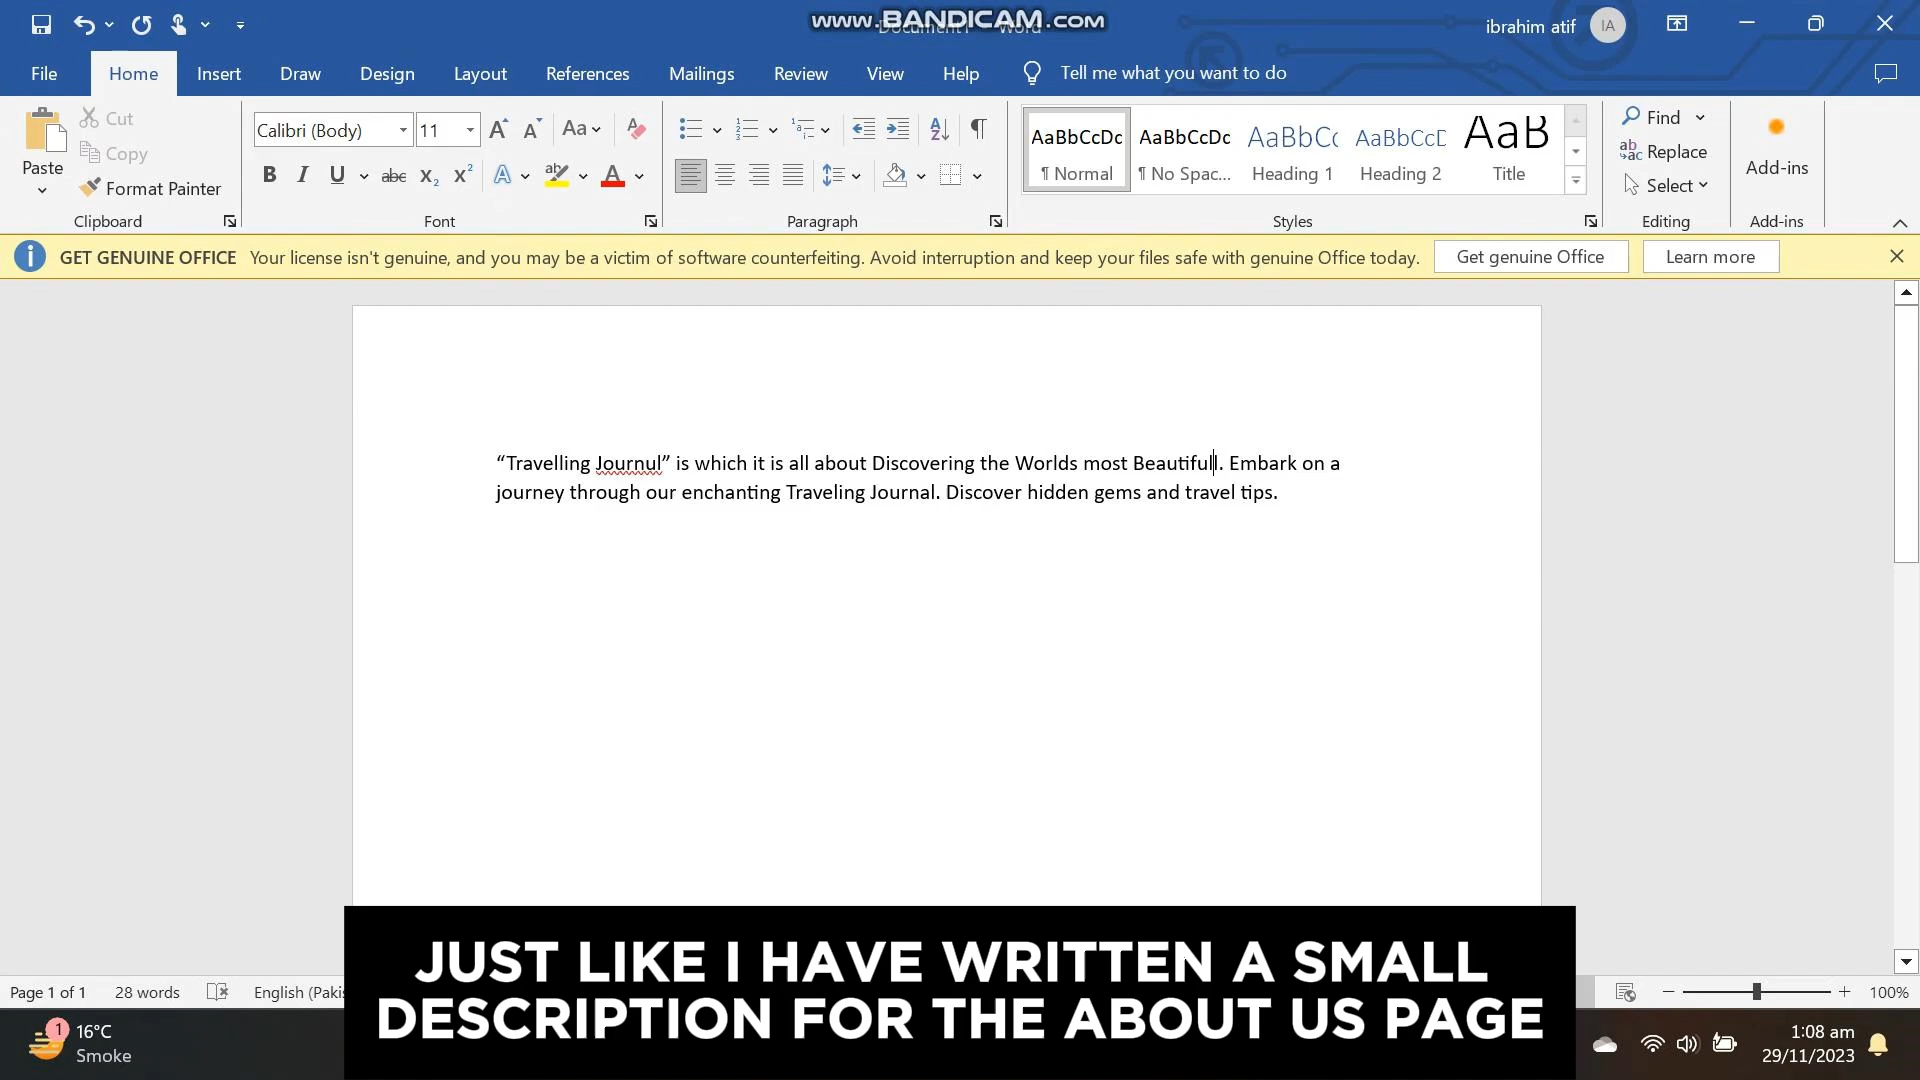 www.BANDICAM.com
ibrahim atif IA
File Home Insert Draw Design Layout References Mailings Review View Help Tell me what you want to do
Paste
Cut
Copy
Format Painter
Clipboard
Calibri (Body) 11
Font
Paragraph
AaBbCcDc AaBbCcDc AaBbCc AaBbCcD AaB
¶ Normal ¶ No Spac... Heading 1 Heading 2 Title
Styles
Find
Replace
Select
Editing
Add-ins
Add-ins
GET GENUINE OFFICE Your license isn't genuine, and you may be a victim of software counterfeiting. Avoid interruption and keep your files safe with genuine Office today. Get genuine Office Learn more
“Travelling Journul” is which it is all about Discovering the Worlds most Beautiful. Embark on a
journey through our enchanting Traveling Journal. Discover hidden gems and travel tips.
JUST LIKE I HAVE WRITTEN A SMALL
DESCRIPTION FOR THE ABOUT US PAGE
Page 1 of 1 28 words English (Pakis
100%
1
16°C
Smoke
1:08 am
29/11/2023